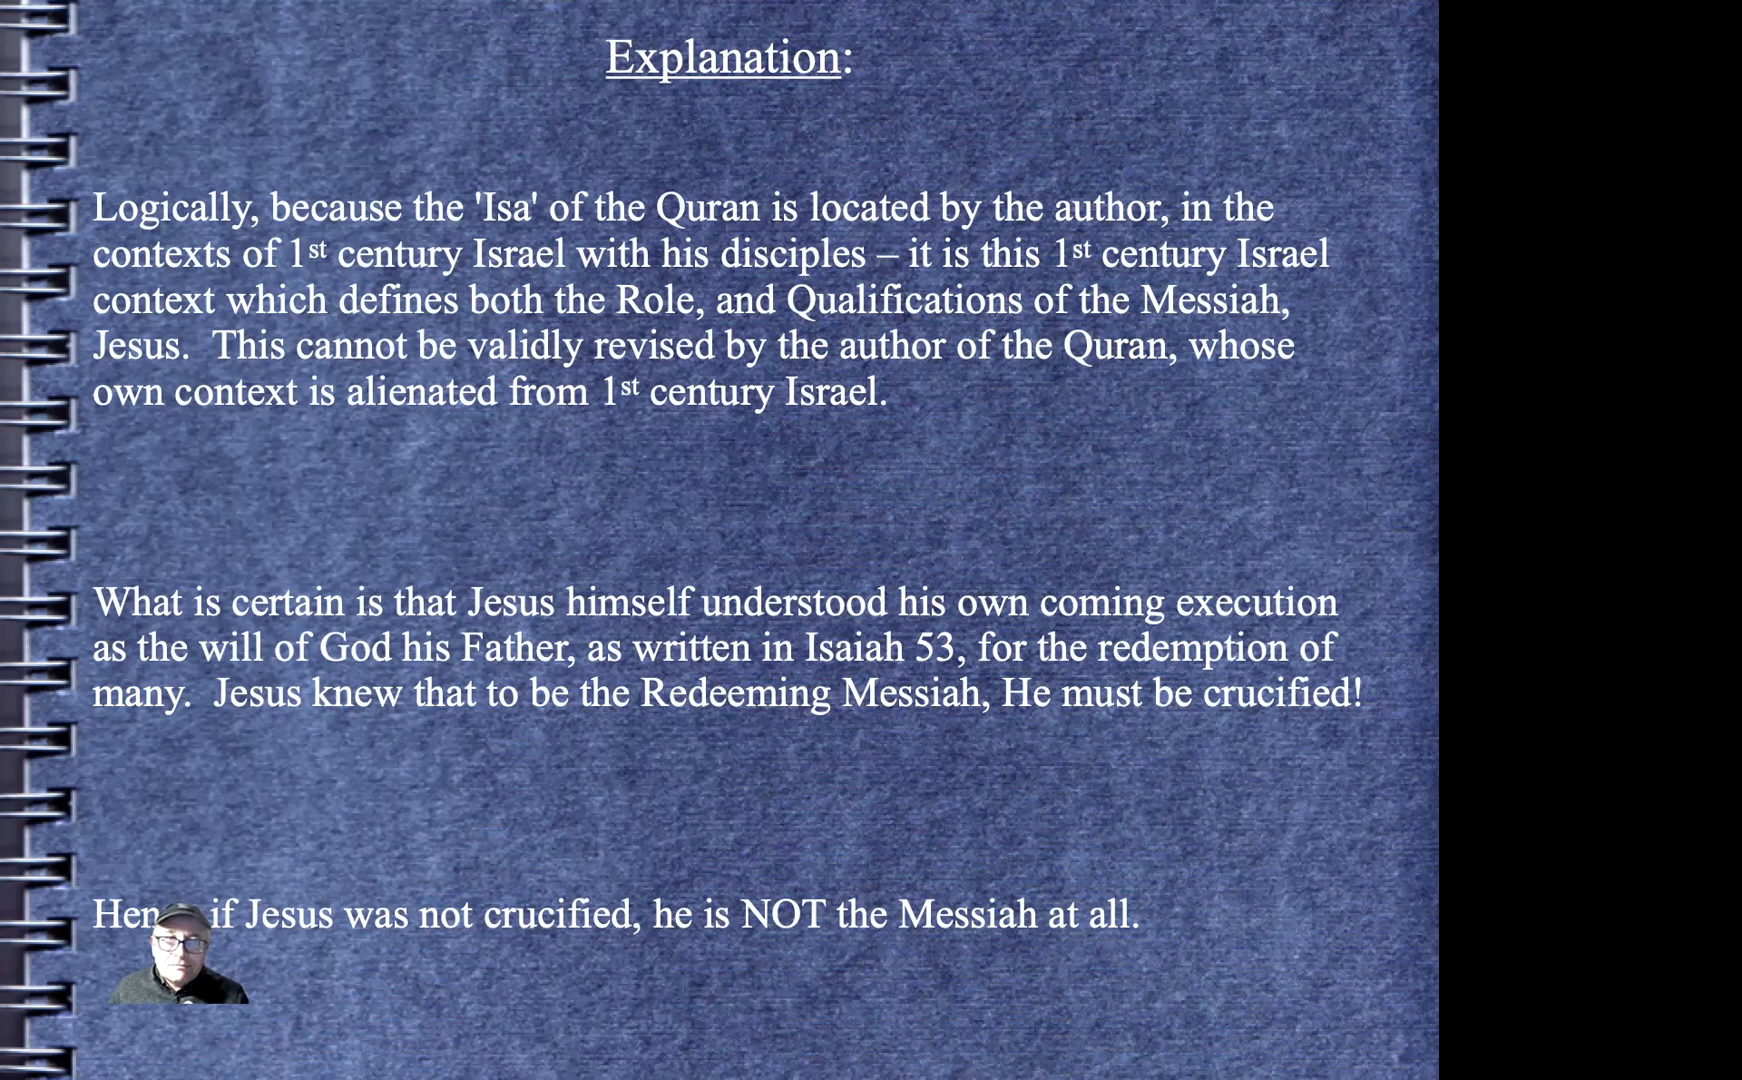 Explanation:
Logically, because the 'Isa' of the Quran is located by the author, in the
contexts of 1st century Israel with his disciples – it is this 1st century Israel
context which defines both the Role, and Qualifications of the Messiah,
Jesus.  This cannot be validly revised by the author of the Quran, whose
own context is alienated from 1st century Israel.
What is certain is that Jesus himself understood his own coming execution
as the will of God his Father, as written in Isaiah 53, for the redemption of
many.  Jesus knew that to be the Redeeming Messiah, He must be crucified!
if Jesus was not crucified, he is NOT the Messiah at all.